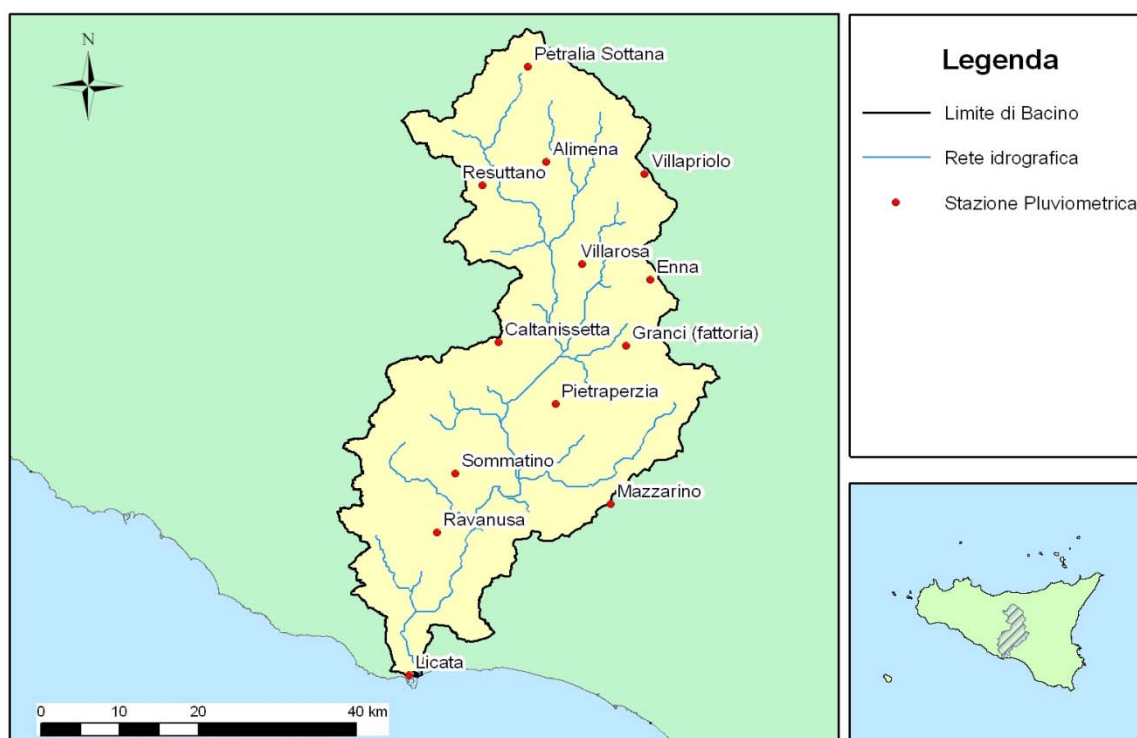 N
Petralia Sottana
Alimena
Villapriolo
Resuttano
Villarosa
Enna
Caltanissetta
Granci (fattoria)
Pietraperzia
Sommatino
Mazzarino
Ravanusa
Licata
0 10 20 40 km
Legenda
Limite di Bacino
Rete idrografica
Stazione Pluviometrica